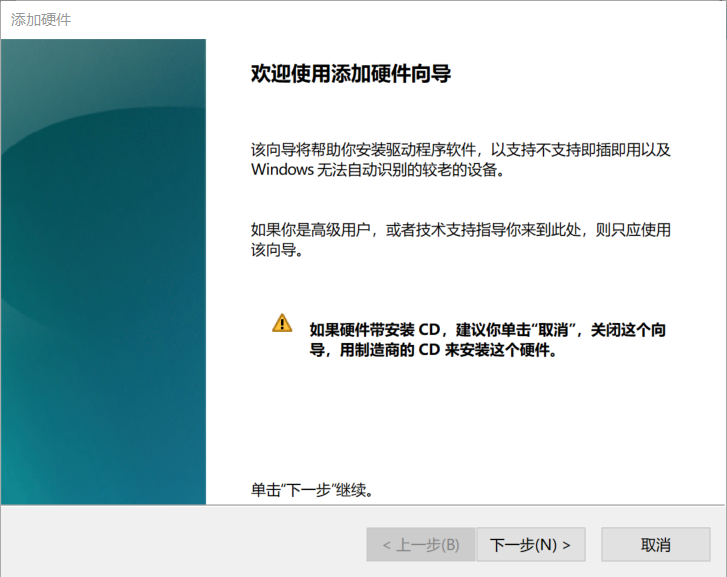 添加硬件
欢迎使用添加硬件向导
该向导将帮助你安装驱动程序软件，以支持不支持即插即用以及
Windows 无法自动识别的较老的设备。
如果你是高级用户，或者技术支持指导你来到此处，则只应使用
该向导。
如果硬件带安装 CD，建议你单击“取消”，关闭这个向
导，用制造商的 CD 来安装这个硬件。
单击“下一步”继续。
< 上一步(B)
下一步(N) >
取消